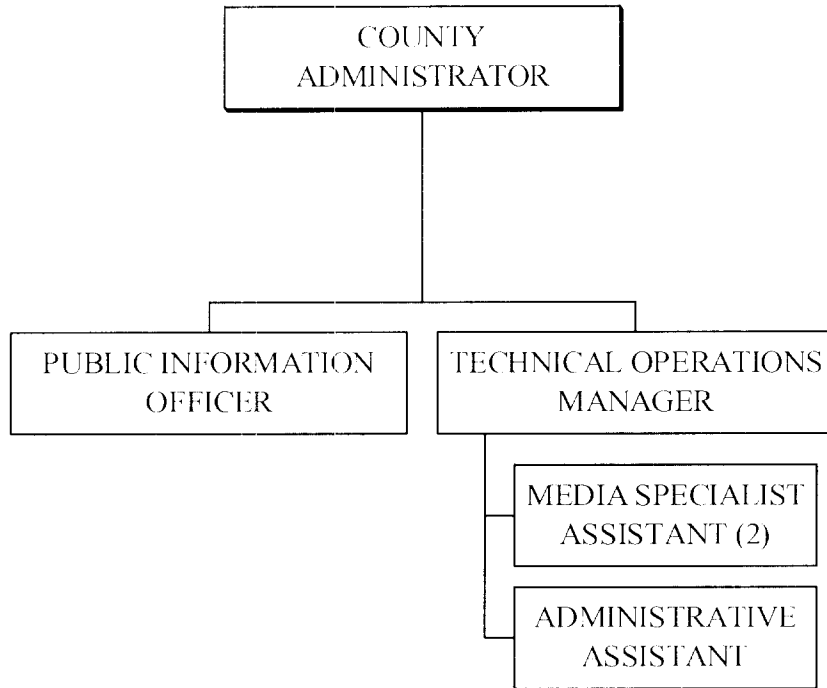 COUNTY
ADMINISTRATOR
PUBLIC INFORMATION
OFFICER
TECHNICAL OPERATIONS
MANAGER
MEDIA SPECIALIST
ASSISTANT (2)
ADMINISTRATIVE
ASSISTANT